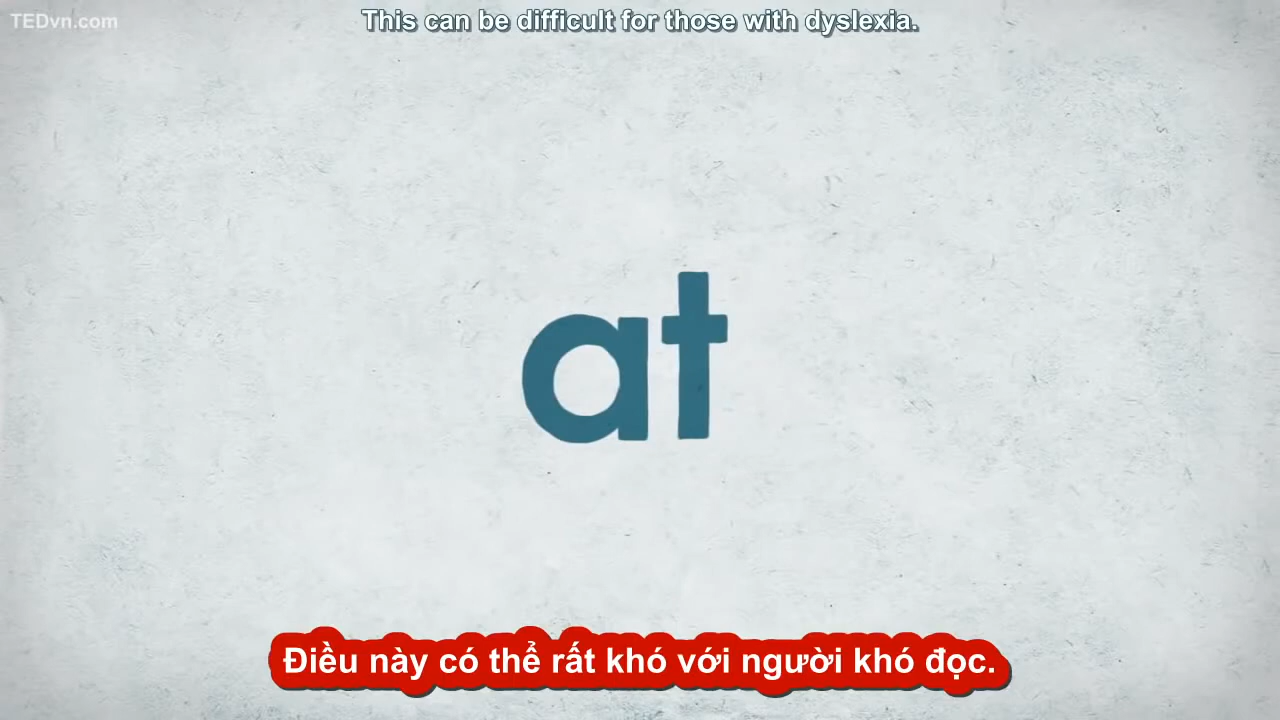 TEDvn.com
This can be difficult for those with dyslexia.
at
Điều này có thể rất khó với người khó đọc.